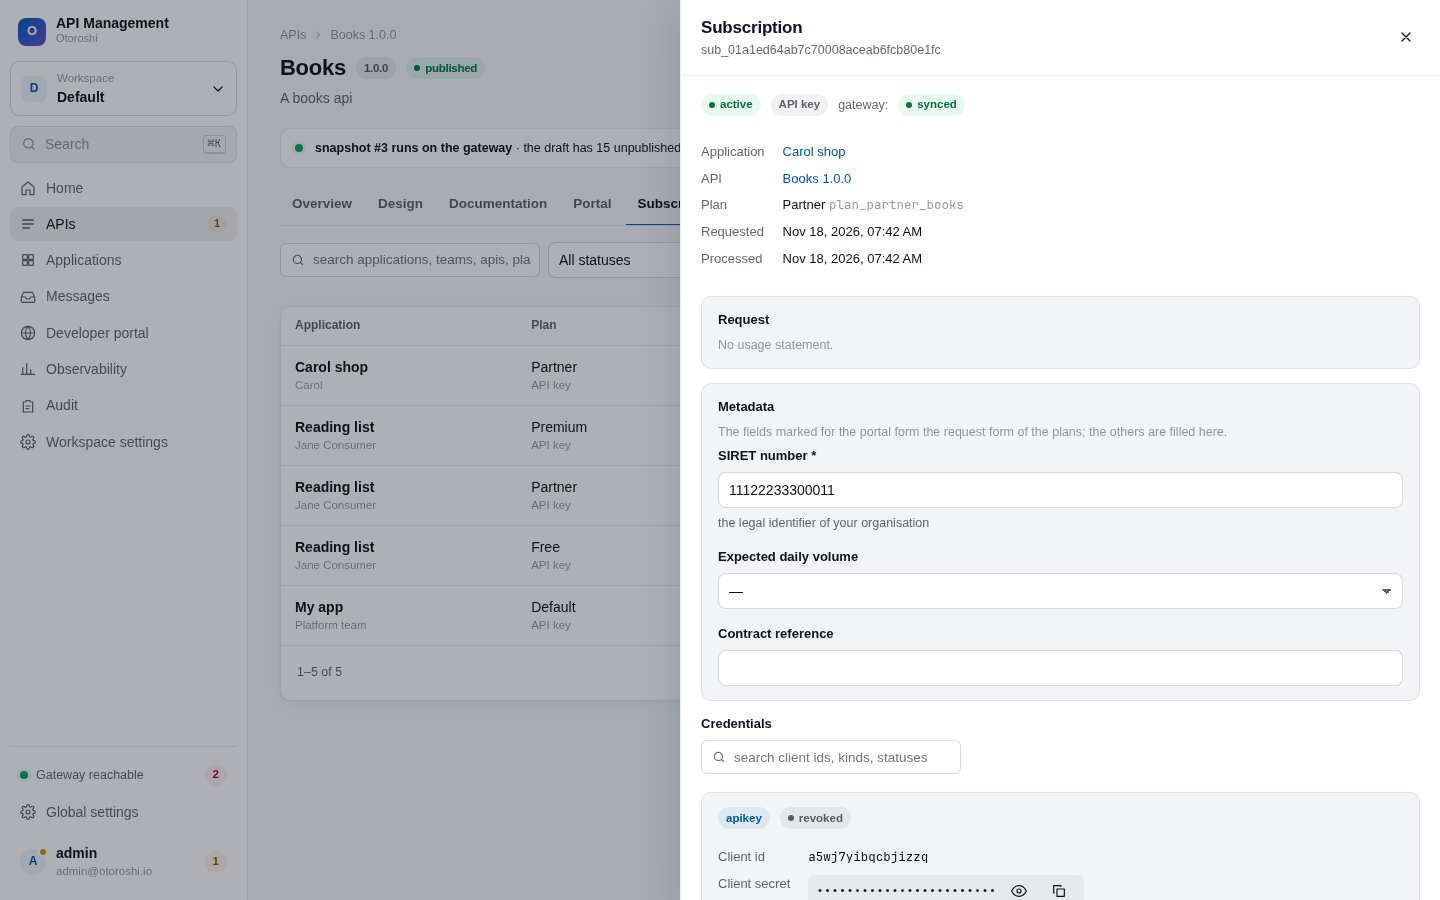 O
API Management
Otoroshi
D
Workspace
Default
Search
⌘K
Home
APIs
1
Applications
Messages
Developer portal
Observability
Audit
Workspace settings
Gateway reachable
2
Global settings
A
admin
admin@otoroshi.io
1
APIs
Books 1.0.0
Books
1.0.0
published
A books api
snapshot #3 runs on the gateway · the draft has 15 unpublished
Overview
Design
Documentation
Portal
Subscr
search applications, teams, apis, pla
All statuses
Application
Plan
Carol shop
Partner
Carol
API key
Reading list
Premium
Jane Consumer
API key
Reading list
Partner
Jane Consumer
API key
Reading list
Free
Jane Consumer
API key
My app
Default
Platform team
API key
1–5 of 5
Subscription
sub_01a1ed64ab7c70008aceab6fcb80e1fc
active
API key
gateway:
synced
Application
Carol shop
API
Books 1.0.0
Plan
Partner plan_partner_books
Requested
Nov 18, 2026, 07:42 AM
Processed
Nov 18, 2026, 07:42 AM
Request
No usage statement.
Metadata
The fields marked for the portal form the request form of the plans; the others are filled here.
SIRET number *
11122233300011
the legal identifier of your organisation
Expected daily volume
—
Contract reference
Credentials
search client ids, kinds, statuses
apikey
revoked
Client id
a5wj7yibqcbjizzq
Client secret
••••••••••••••••••••••••